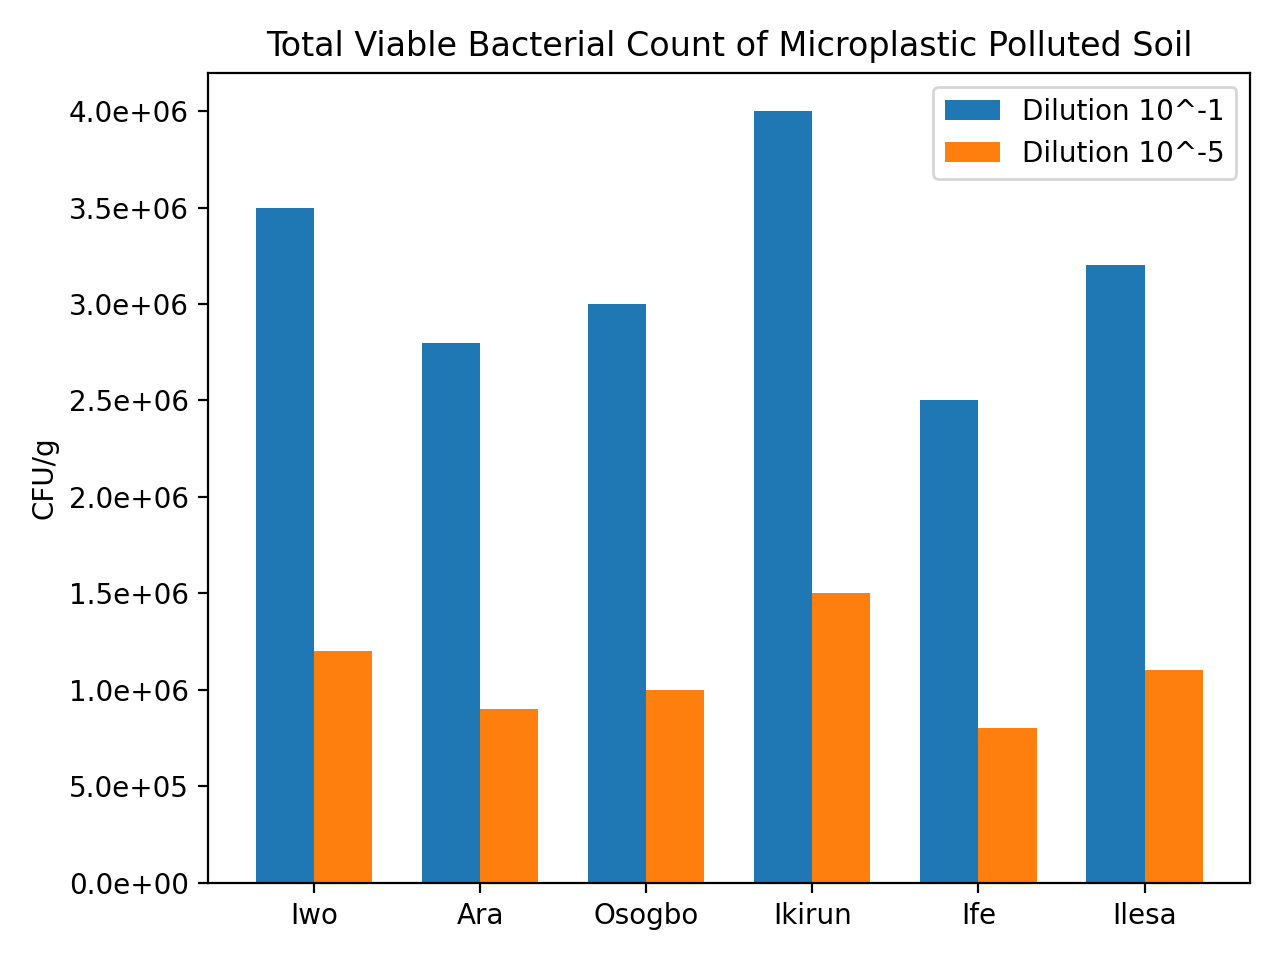 Total Viable Bacterial Count of Microplastic Polluted Soil
Dilution 10^-1
Dilution 10^-5
CFU/g
4.0e+06
3.5e+06
3.0e+06
2.5e+06
2.0e+06
1.5e+06
1.0e+06
5.0e+05
0.0e+00
Iwo Ara Osogbo Ikirun Ife Ilesa